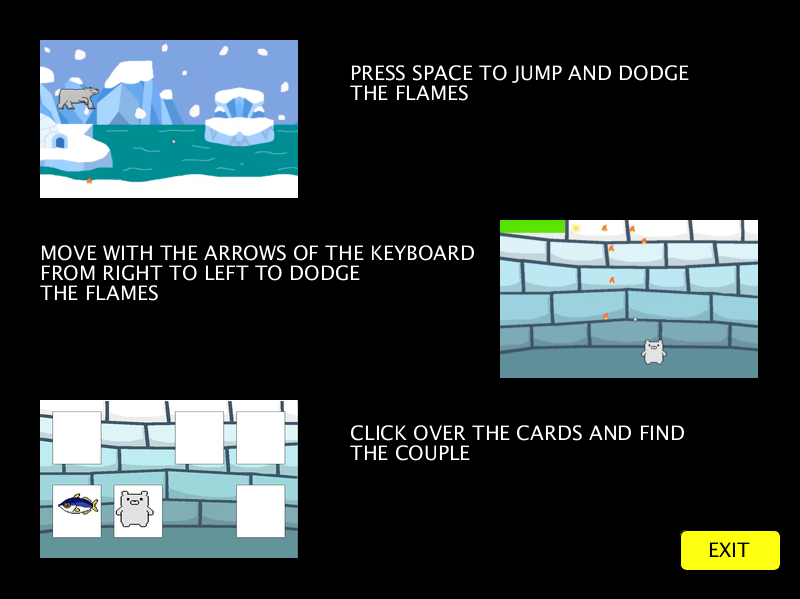 PRESS SPACE TO JUMP AND DODGE
THE FLAMES
MOVE WITH THE ARROWS OF THE KEYBOARD
FROM RIGHT TO LEFT TO DODGE
THE FLAMES
CLICK OVER THE CARDS AND FIND
THE COUPLE
EXIT